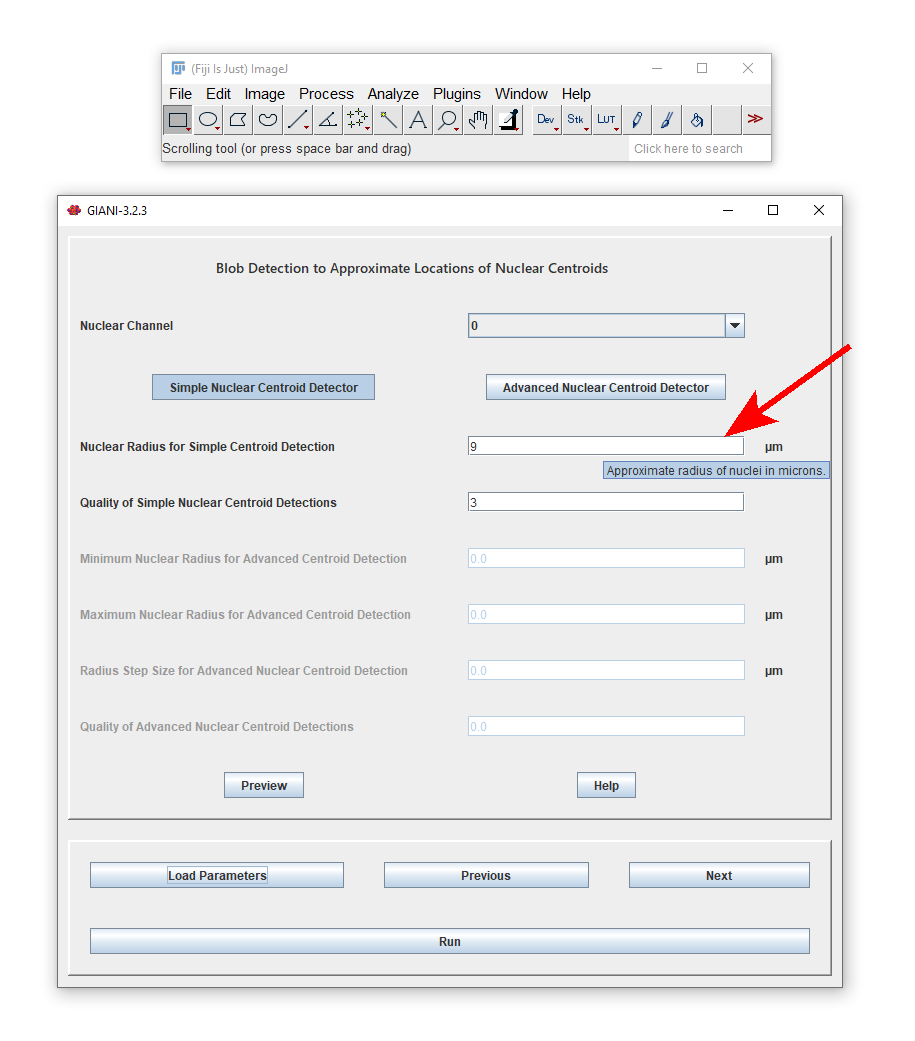 (Fiji Is Just) ImageJ
File Edit Image Process Analyze Plugins Window Help
A Dev Stk LUT >>
Scrolling tool (or press space bar and drag) Click here to search
GIANI-3.2.3
Blob Detection to Approximate Locations of Nuclear Centroids
Nuclear Channel 0
Simple Nuclear Centroid Detector Advanced Nuclear Centroid Detector
Nuclear Radius for Simple Centroid Detection 9 µm
Approximate radius of nuclei in microns.
Quality of Simple Nuclear Centroid Detections 3
Minimum Nuclear Radius for Advanced Centroid Detection 0.0 µm
Maximum Nuclear Radius for Advanced Centroid Detection 0.0 µm
Radius Step Size for Advanced Nuclear Centroid Detection 0.0 µm
Quality of Advanced Nuclear Centroid Detections 0.0
Preview Help
Load Parameters Previous Next
Run